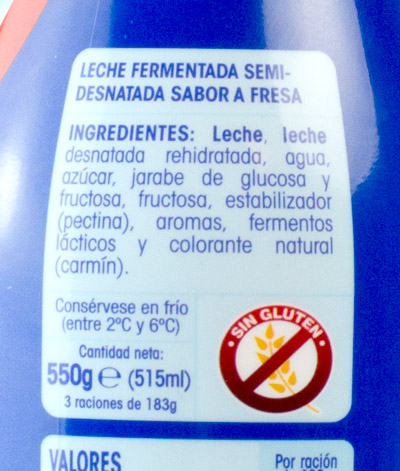 LECHE FERMENTADA SEMI-
DESNATADA SABOR A FRESA
INGREDIENTES: Leche, leche
desnatada rehidratada, agua,
azúcar, jarabe de glucosa y
fructosa, fructosa, estabilizador
(pectina), aromas, fermentos
lácticos y colorante natural
(carmín).
Consérvese en frío
(entre 2ºC y 6ºC)
Cantidad neta:
550g ℮ (515ml)
3 raciones de 183g
• SIN GLUTEN •
VALORES
Por ración